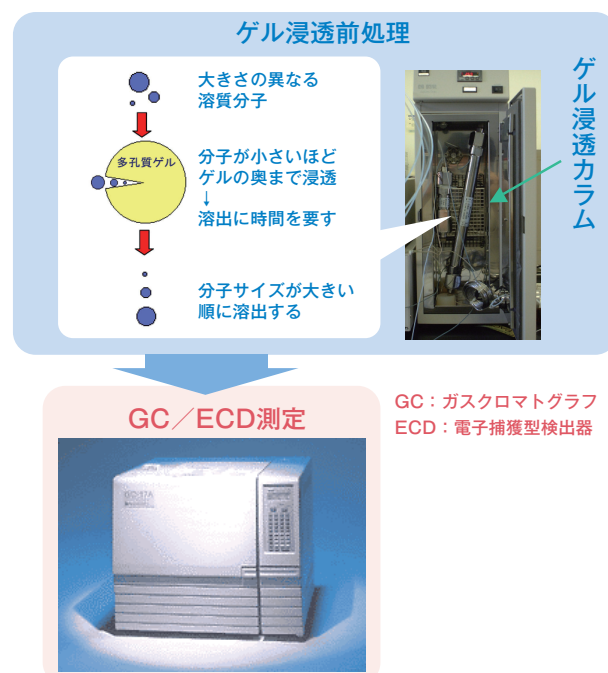 ゲル浸透前処理
大きさの異なる
溶質分子
多孔質ゲル
分子が小さいほど
ゲルの奥まで浸透
↓
溶出に時間を要す
分子サイズが大きい
順に溶出する
ゲル浸透カラム
GC／ECD測定
GC：ガスクロマトグラフ
ECD：電子捕獲型検出器
GC-17A